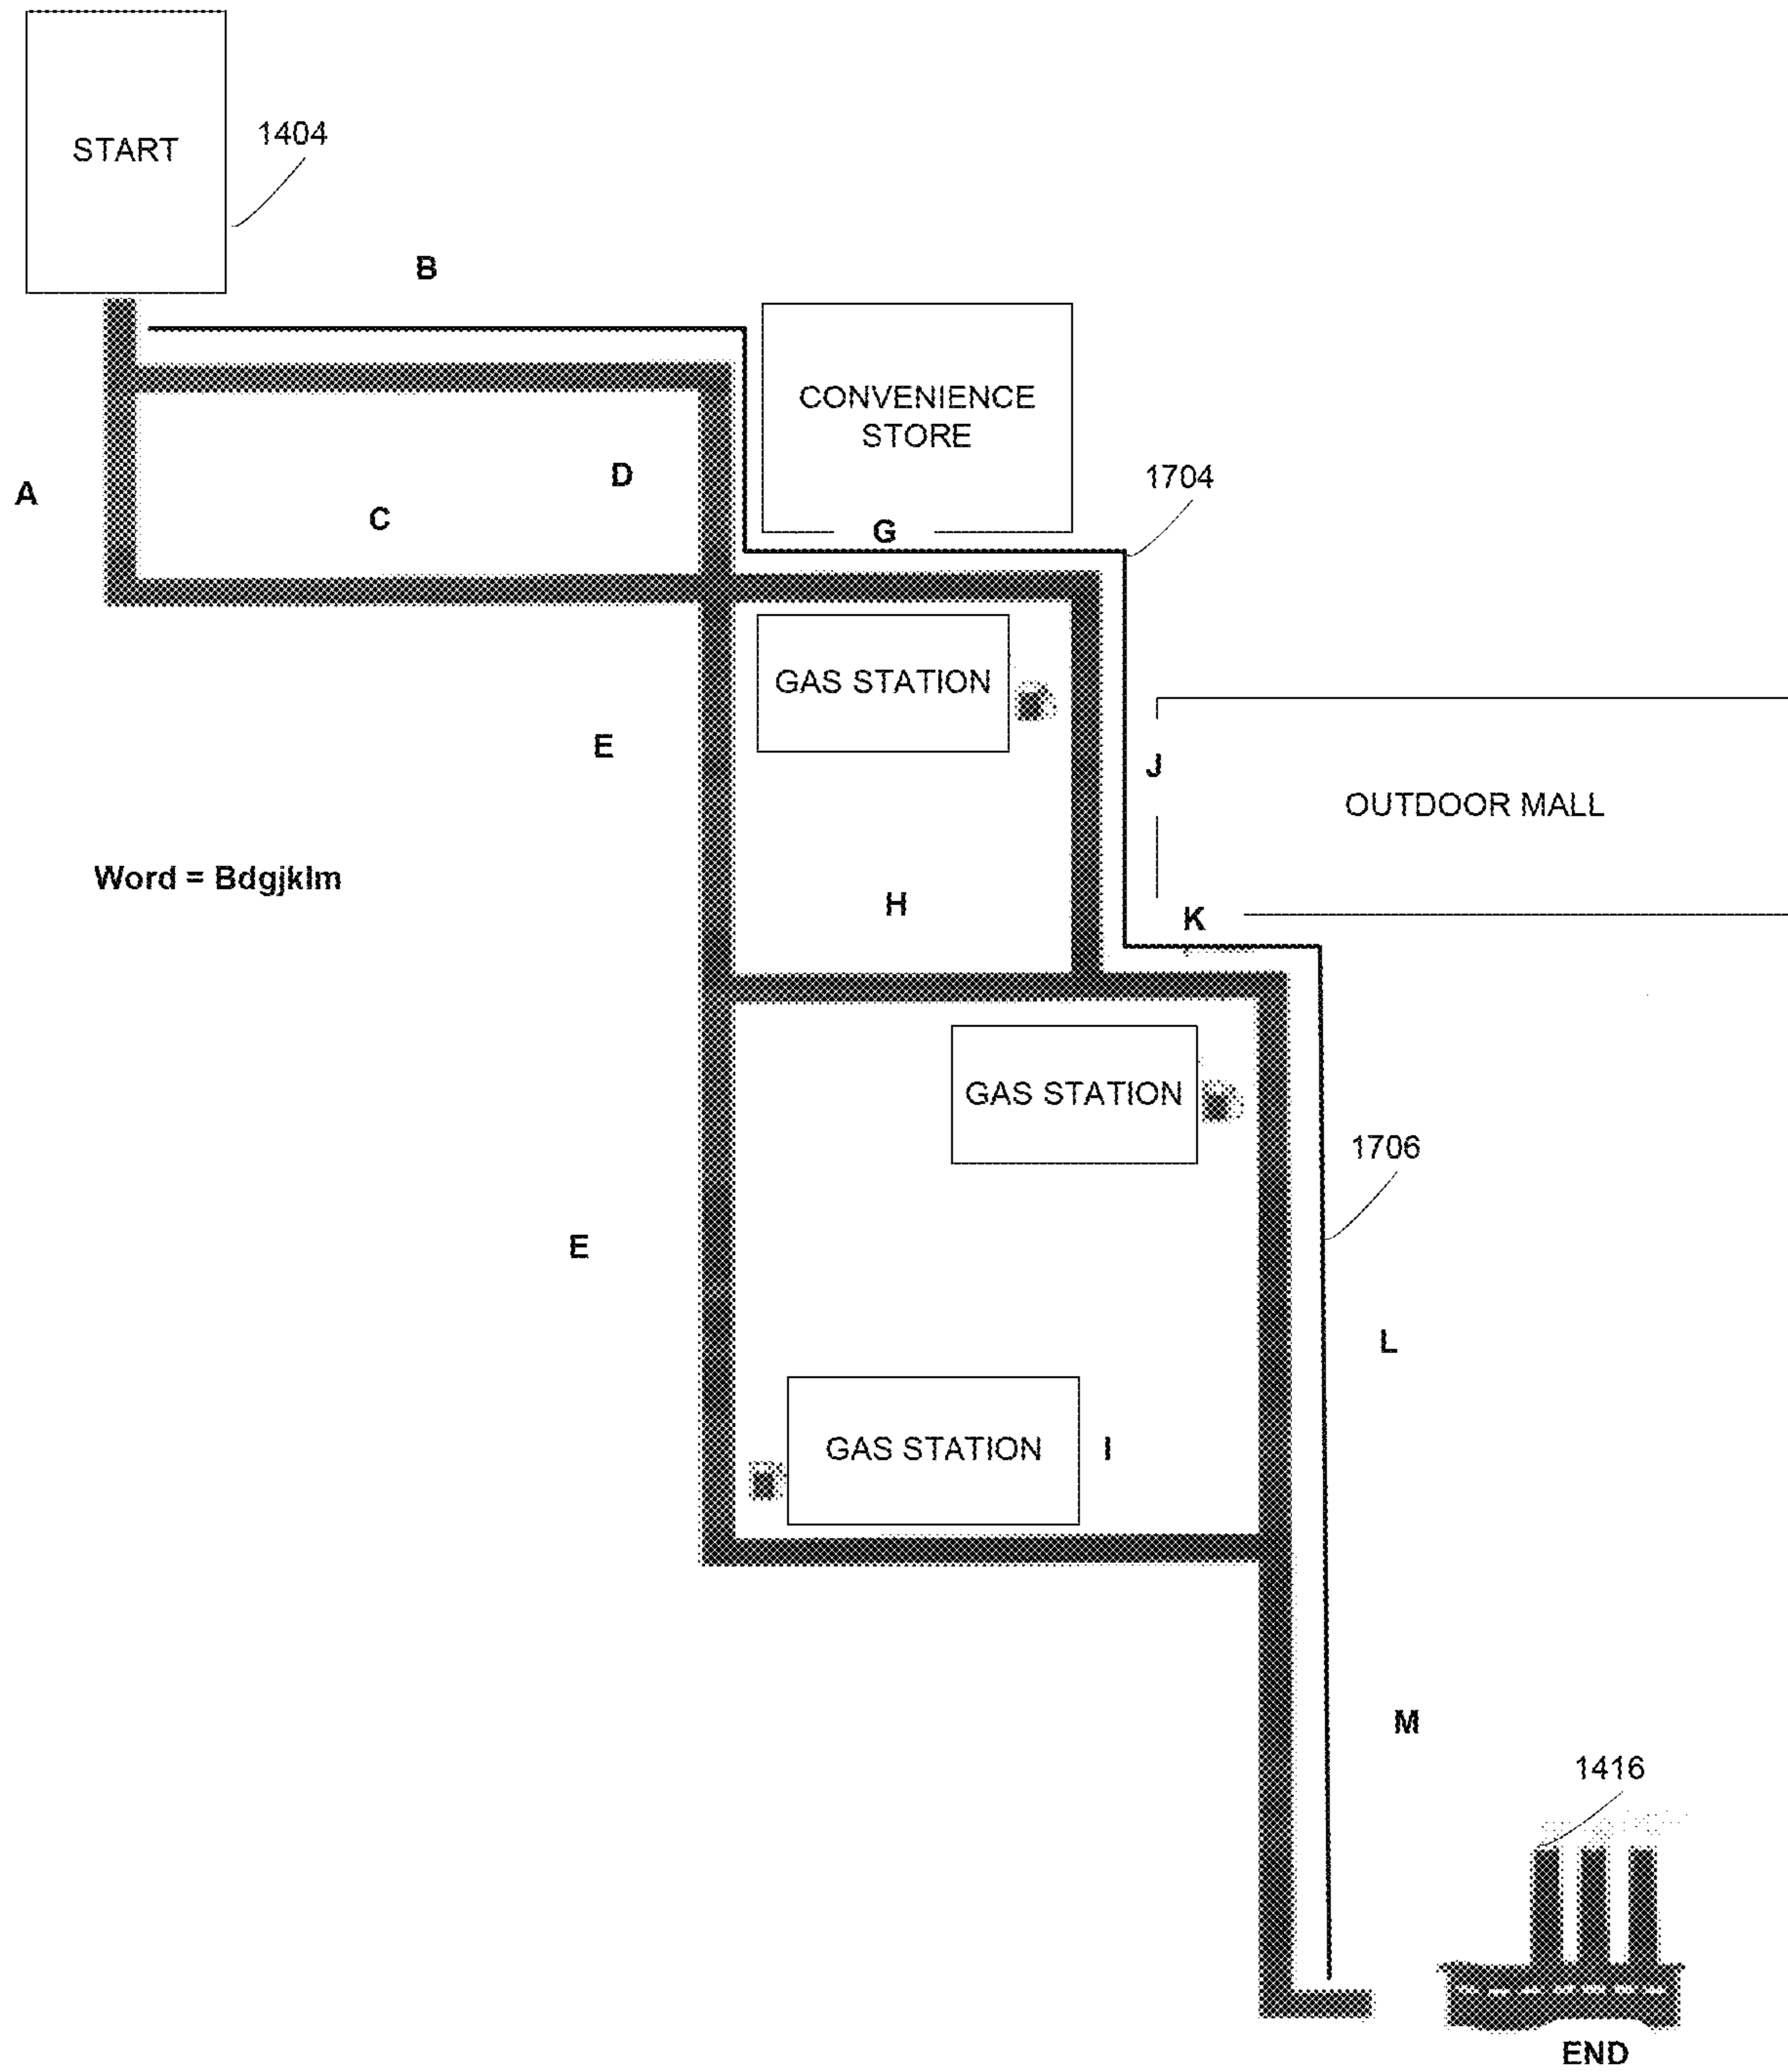 START
1404
B
CONVENIENCE
STORE
D
1704
A
C
G
GAS STATION
E
J
OUTDOOR MALL
Word = Bdgjklm
H
K
GAS STATION
1706
E
L
GAS STATION
I
M
1416
END